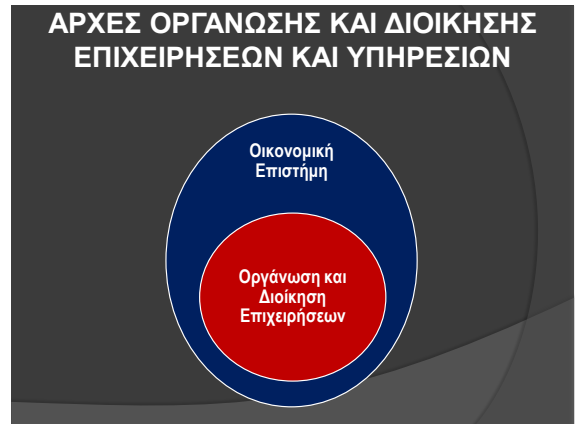 ΑΡΧΕΣ ΟΡΓΑΝΩΣΗΣ ΚΑΙ ΔΙΟΙΚΗΣΗΣ
ΕΠΙΧΕΙΡΗΣΕΩΝ ΚΑΙ ΥΠΗΡΕΣΙΩΝ
Οικονομική
Επιστήμη
Οργάνωση και
Διοίκηση
Επιχειρήσεων